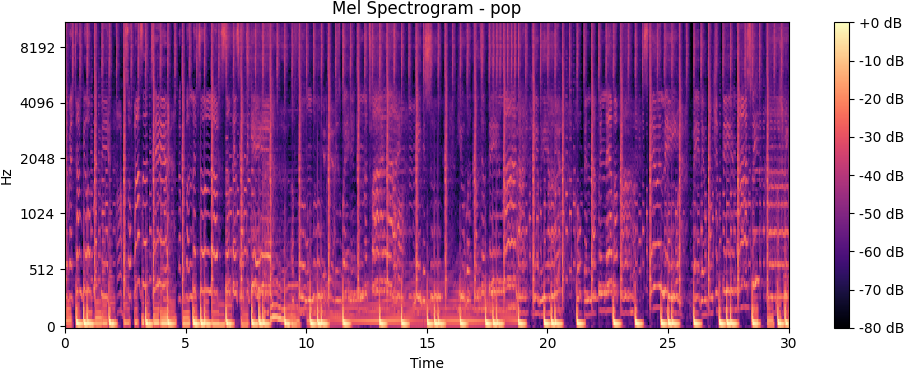 Mel Spectrogram - pop
8192
4096
2048
1024
512
0
Hz
0 5 10 15 20 25 30
Time
+0 dB
-10 dB
-20 dB
-30 dB
-40 dB
-50 dB
-60 dB
-70 dB
-80 dB